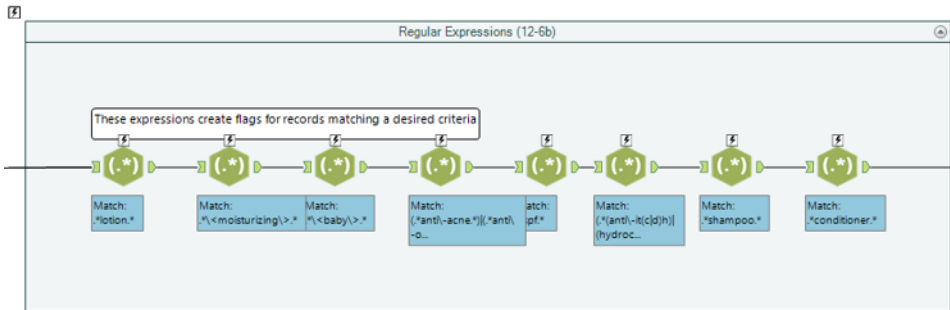 Regular Expressions (12-6b)
These expressions create flags for records matching a desired criteria
(.*) (.*) (.*) (.*) (.*) (.*) (.*) (.*)
Match:
.*lotion.*
Match:
.*\<moisturizing\>.*
Match:
.*\<baby\>.*
Match:
(.*anti\-acne.*)|(.*anti\
-o...
atch:
pf.*
Match:
(.*(anti\-it(c|d)h)|
(hydroc...
Match:
.*shampoo.*
Match:
.*conditioner.*